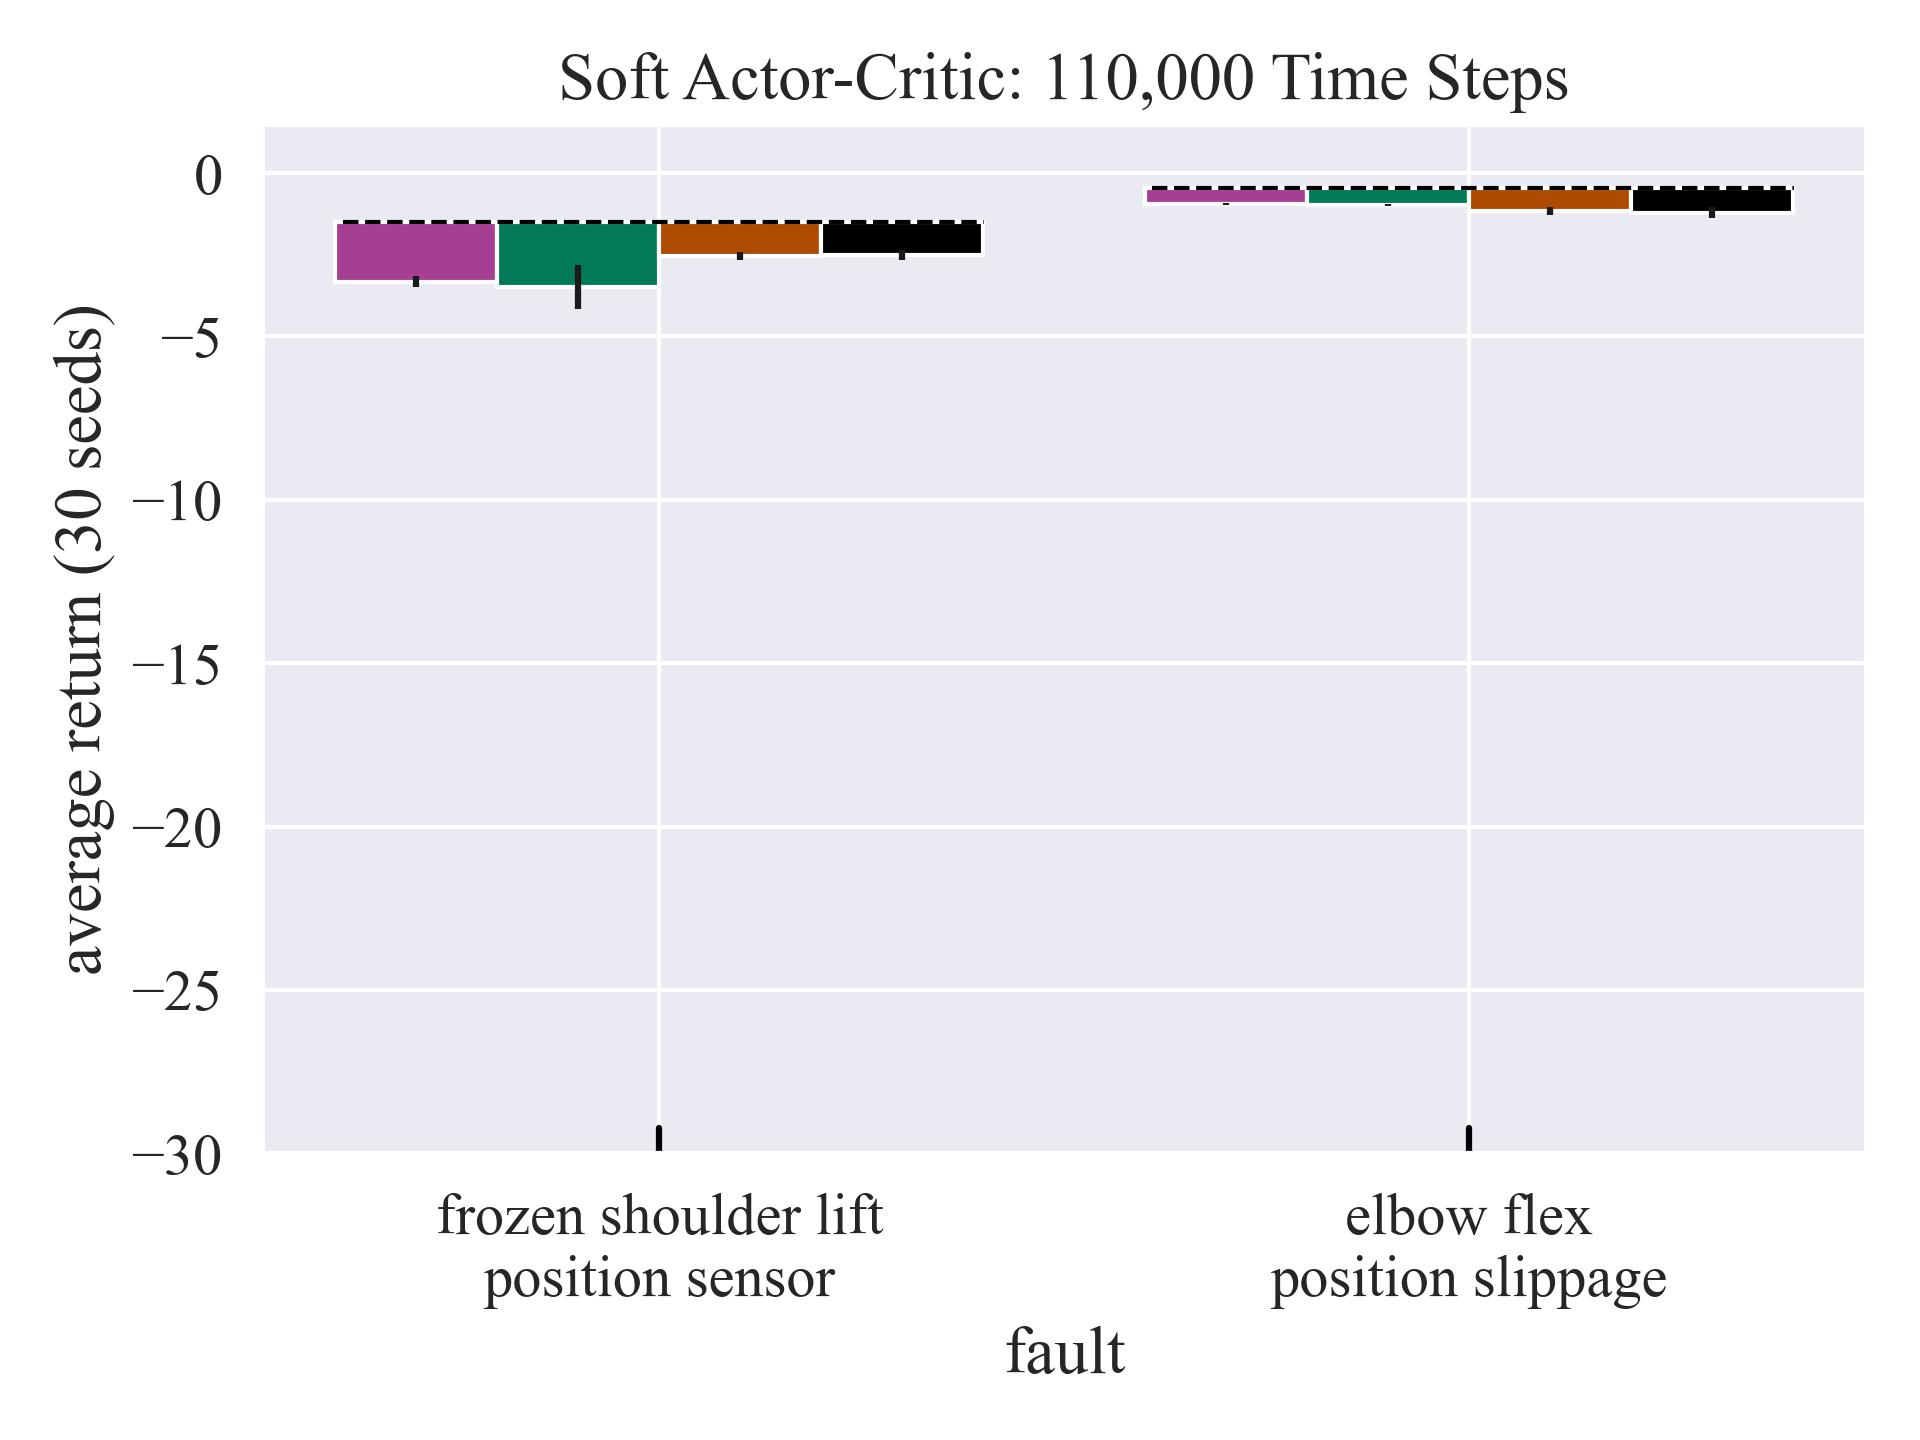 Soft Actor-Critic: 110,000 Time Steps
average return (30 seeds)
0
−5
−10
−15
−20
−25
−30
frozen shoulder lift
position sensor
elbow flex
position slippage
fault